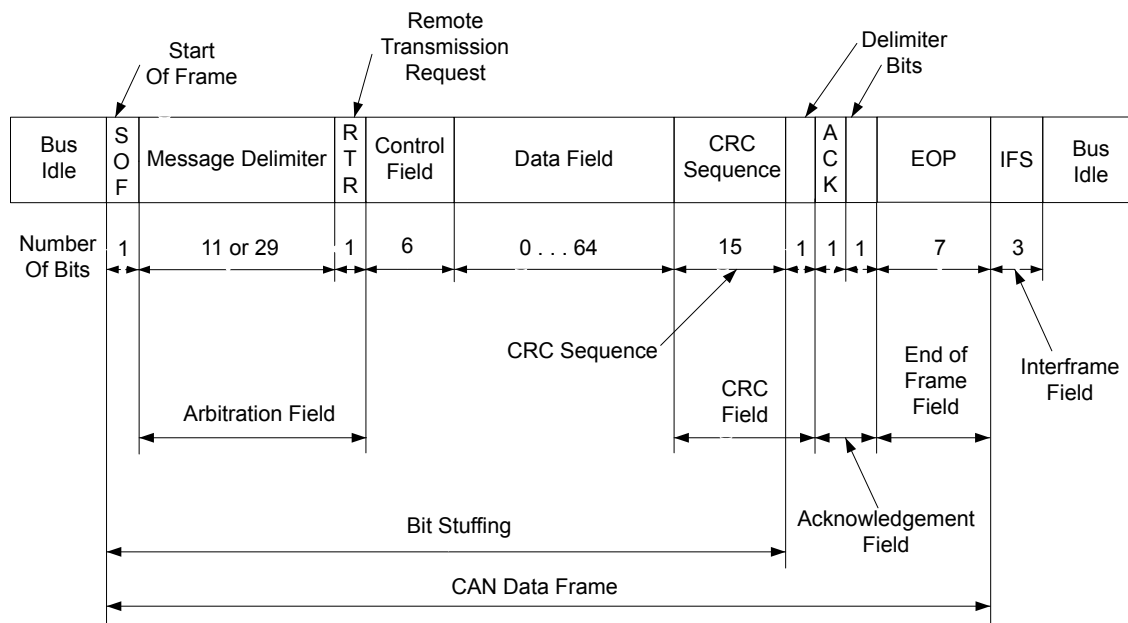 Start
Of Frame
Remote
Transmission
Request
Delimiter
Bits
Bus
Idle
S
O
F
Message Delimiter
R
T
R
Control
Field
Data Field
CRC
Sequence
A
C
K
EOP
IFS
Bus
Idle
Number
Of Bits
1
11 or 29
1
6
0 . . . 64
15
1
1
1
7
3
CRC Sequence
End of
Frame
Field
Interframe
Field
Arbitration Field
CRC
Field
Bit Stuffing
Acknowledgement
Field
CAN Data Frame